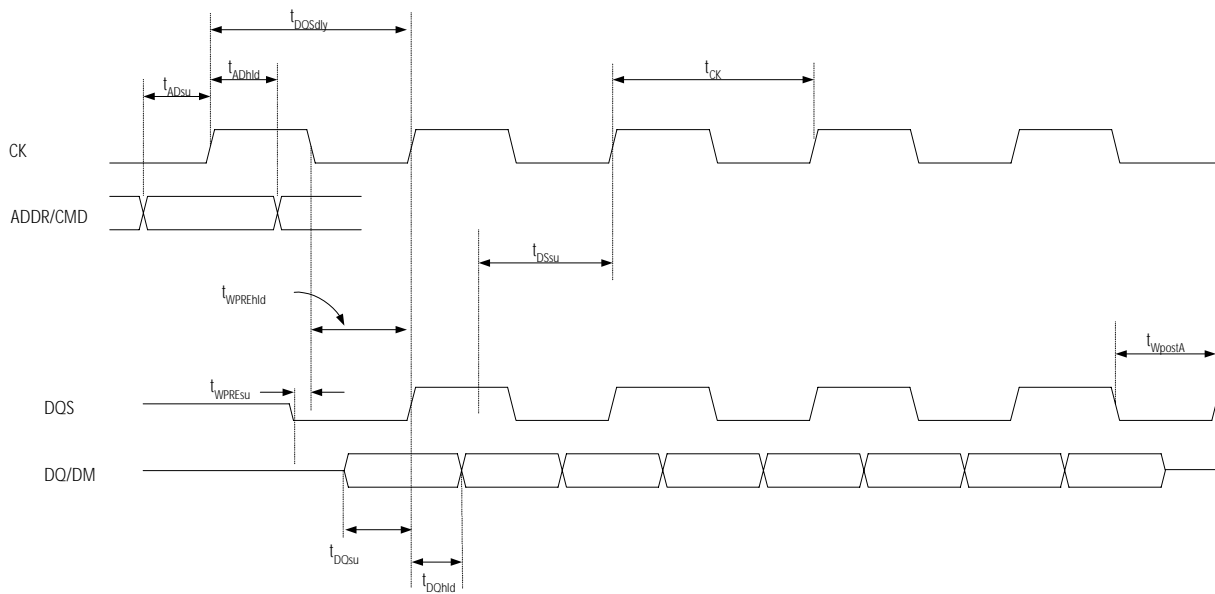 tDQSdly
tADhld
tADsu
tCK
CK
ADDR/CMD
tDSsu
tWPREhld
tWpostA
tWPREsu
DQS
DQ/DM
tDQsu
tDQhld